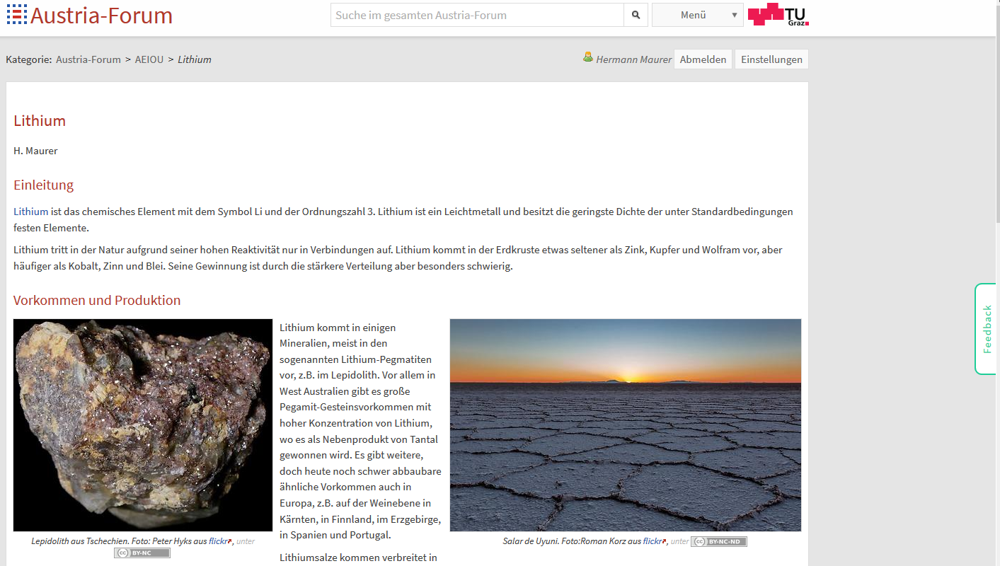 Austria-Forum
Suche im gesamten Austria-Forum
Menü
TU
Graz
Kategorie: Austria-Forum > AEIOU > Lithium
Hermann Maurer
Abmelden
Einstellungen
Lithium
H. Maurer
Einleitung
Lithium ist das chemisches Element mit dem Symbol Li und der Ordnungszahl 3. Lithium ist ein Leichtmetall und besitzt die geringste Dichte der unter Standardbedingungen
festen Elemente.
Lithium tritt in der Natur aufgrund seiner hohen Reaktivität nur in Verbindungen auf. Lithium kommt in der Erdkruste etwas seltener als Zink, Kupfer und Wolfram vor, aber
häufiger als Kobalt, Zinn und Blei. Seine Gewinnung ist durch die stärkere Verteilung aber besonders schwierig.
Vorkommen und Produktion
Lepidolith aus Tschechien. Foto: Peter Hyks aus flickr, unter
cc BY-NC
Lithium kommt in einigen
Mineralien, meist in den
sogenannten Lithium-Pegmatiten
vor, z.B. im Lepidolith. Vor allem in
West Australien gibt es große
Pegamit-Gesteinsvorkommen mit
hoher Konzentration von Lithium,
wo es als Nebenprodukt von Tantal
gewonnen wird. Es gibt weitere,
doch heute noch schwer abbaubare
ähnliche Vorkommen auch in
Europa, z.B. auf der Weinebene in
Kärnten, in Finnland, im Erzgebirge,
in Spanien und Portugal.
Lithiumsalze kommen verbreitet in
Salar de Uyuni. Foto:Roman Korz aus flickr, unter cc BY-NC-ND
Feedback